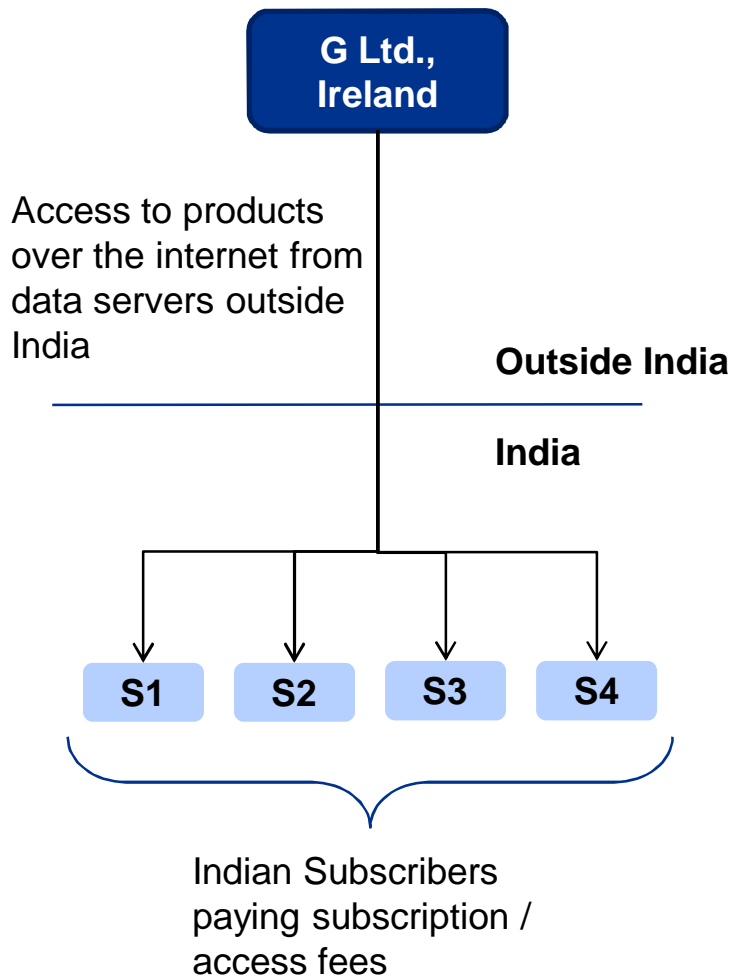 G Ltd.,
Ireland
Access to products
over the internet from
data servers outside
India
Outside India
India
S1 S2 S3 S4
Indian Subscribers
paying subscription /
access fees